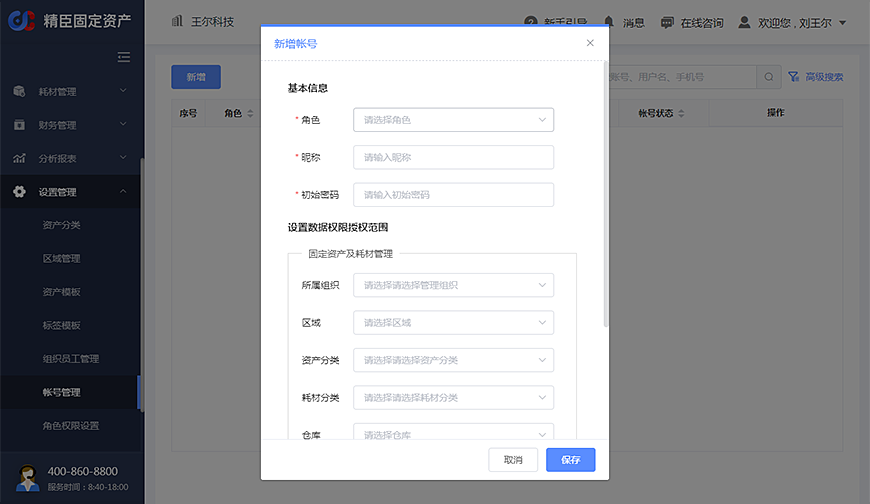 精臣固定资产
王尔科技
新手引导
消息
在线咨询
欢迎您 , 刘王尔
耗材管理
财务管理
分析报表
设置管理
资产分类
区域管理
资产模板
标签模板
组织员工管理
帐号管理
角色权限设置
400-860-8800
服务时间 : 8:40-18:00
新增
帐号、用户名、手机号
高级搜索
序号
角色
帐号状态
操作
新增帐号
基本信息
* 角色
请选择角色
* 昵称
请输入昵称
* 初始密码
请输入初始密码
设置数据权限授权范围
固定资产及耗材管理
所属组织
请选择请选择管理组织
区域
请选择区域
资产分类
请选择请选择资产分类
耗材分类
请选择请选择耗材分类
仓库
请选择仓库
取消
保存